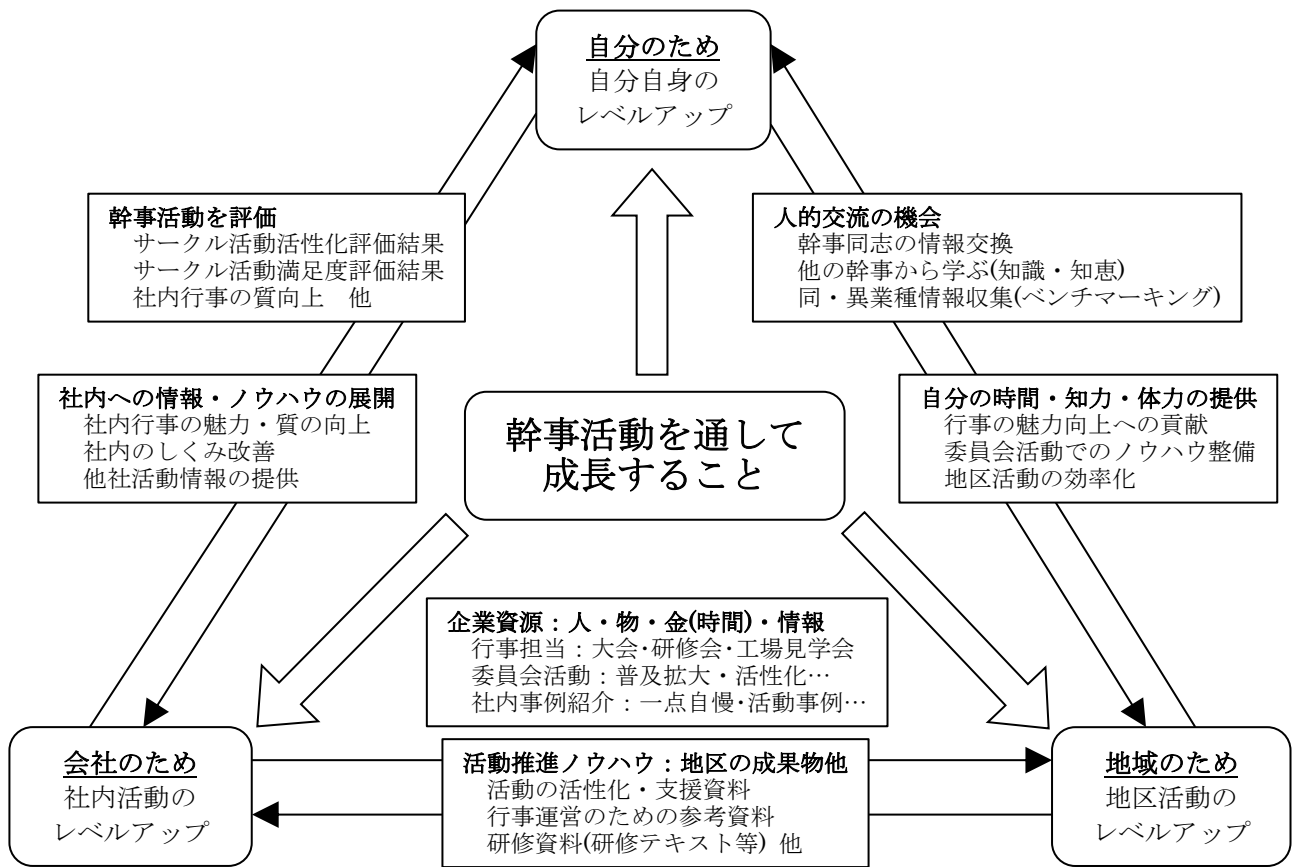 自分のため
自分自身の
レベルアップ
幹事活動を評価
サークル活動活性化評価結果
サークル活動満足度評価結果
社内行事の質向上　他
人的交流の機会
幹事同志の情報交換
他の幹事から学ぶ(知識・知恵)
同・異業種情報収集(ベンチマーキング)
社内への情報・ノウハウの展開
社内行事の魅力・質の向上
社内のしくみ改善
他社活動情報の提供
幹事活動を通して
成長すること
自分の時間・知力・体力の提供
行事の魅力向上への貢献
委員会活動でのノウハウ整備
地区活動の効率化
企業資源：人・物・金(時間)・情報
行事担当：大会・研修会・工場見学会
委員会活動：普及拡大・活性化…
社内事例紹介：一点自慢・活動事例…
会社のため
社内活動の
レベルアップ
活動推進ノウハウ：地区の成果物他
活動の活性化・支援資料
行事運営のための参考資料
研修資料(研修テキスト等) 他
地域のため
地区活動の
レベルアップ